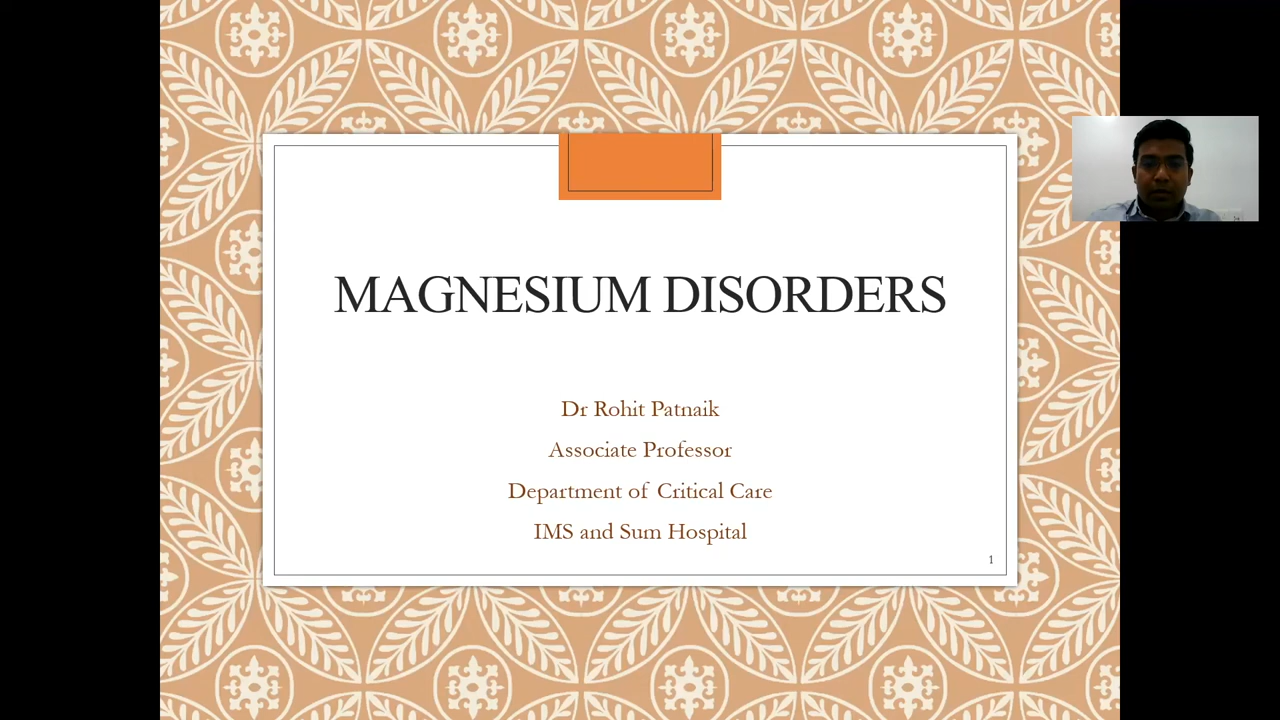 MAGNESIUM DISORDERS
Dr Rohit Patnaik
Associate Professor
Department of Critical Care
IMS and Sum Hospital
1